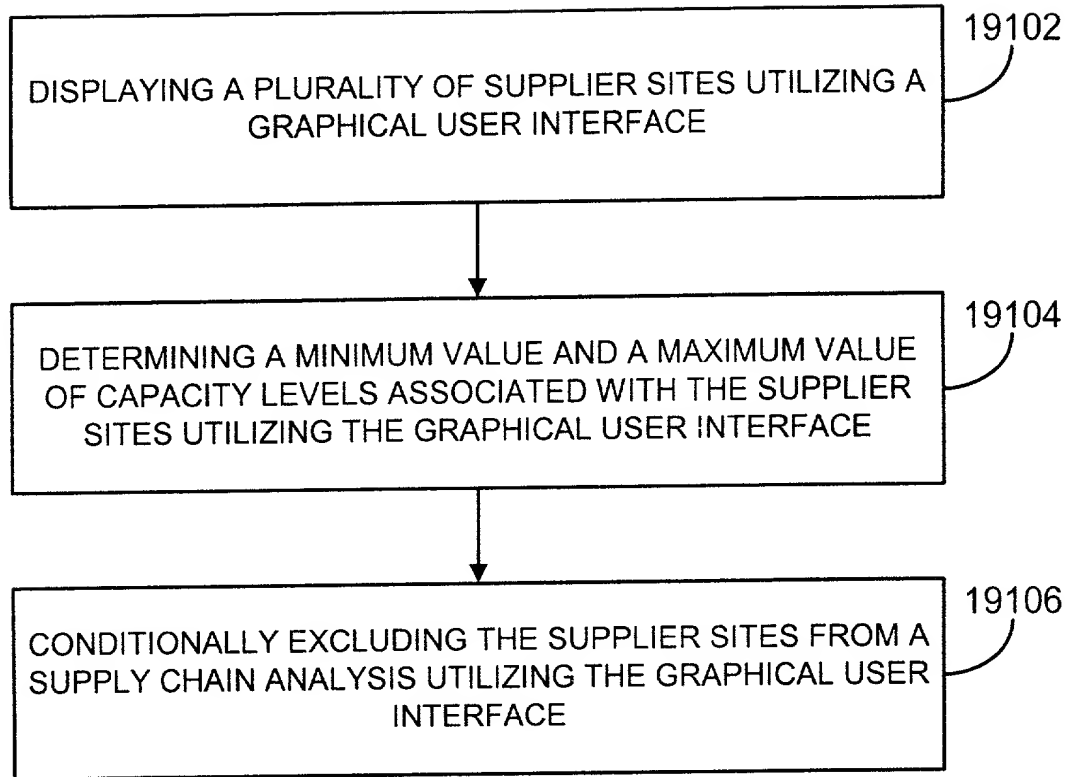 19102
DISPLAYING A PLURALITY OF SUPPLIER SITES UTILIZING A
GRAPHICAL USER INTERFACE
19104
DETERMINING A MINIMUM VALUE AND A MAXIMUM VALUE
OF CAPACITY LEVELS ASSOCIATED WITH THE SUPPLIER
SITES UTILIZING THE GRAPHICAL USER INTERFACE
19106
CONDITIONALLY EXCLUDING THE SUPPLIER SITES FROM A
SUPPLY CHAIN ANALYSIS UTILIZING THE GRAPHICAL USER
INTERFACE